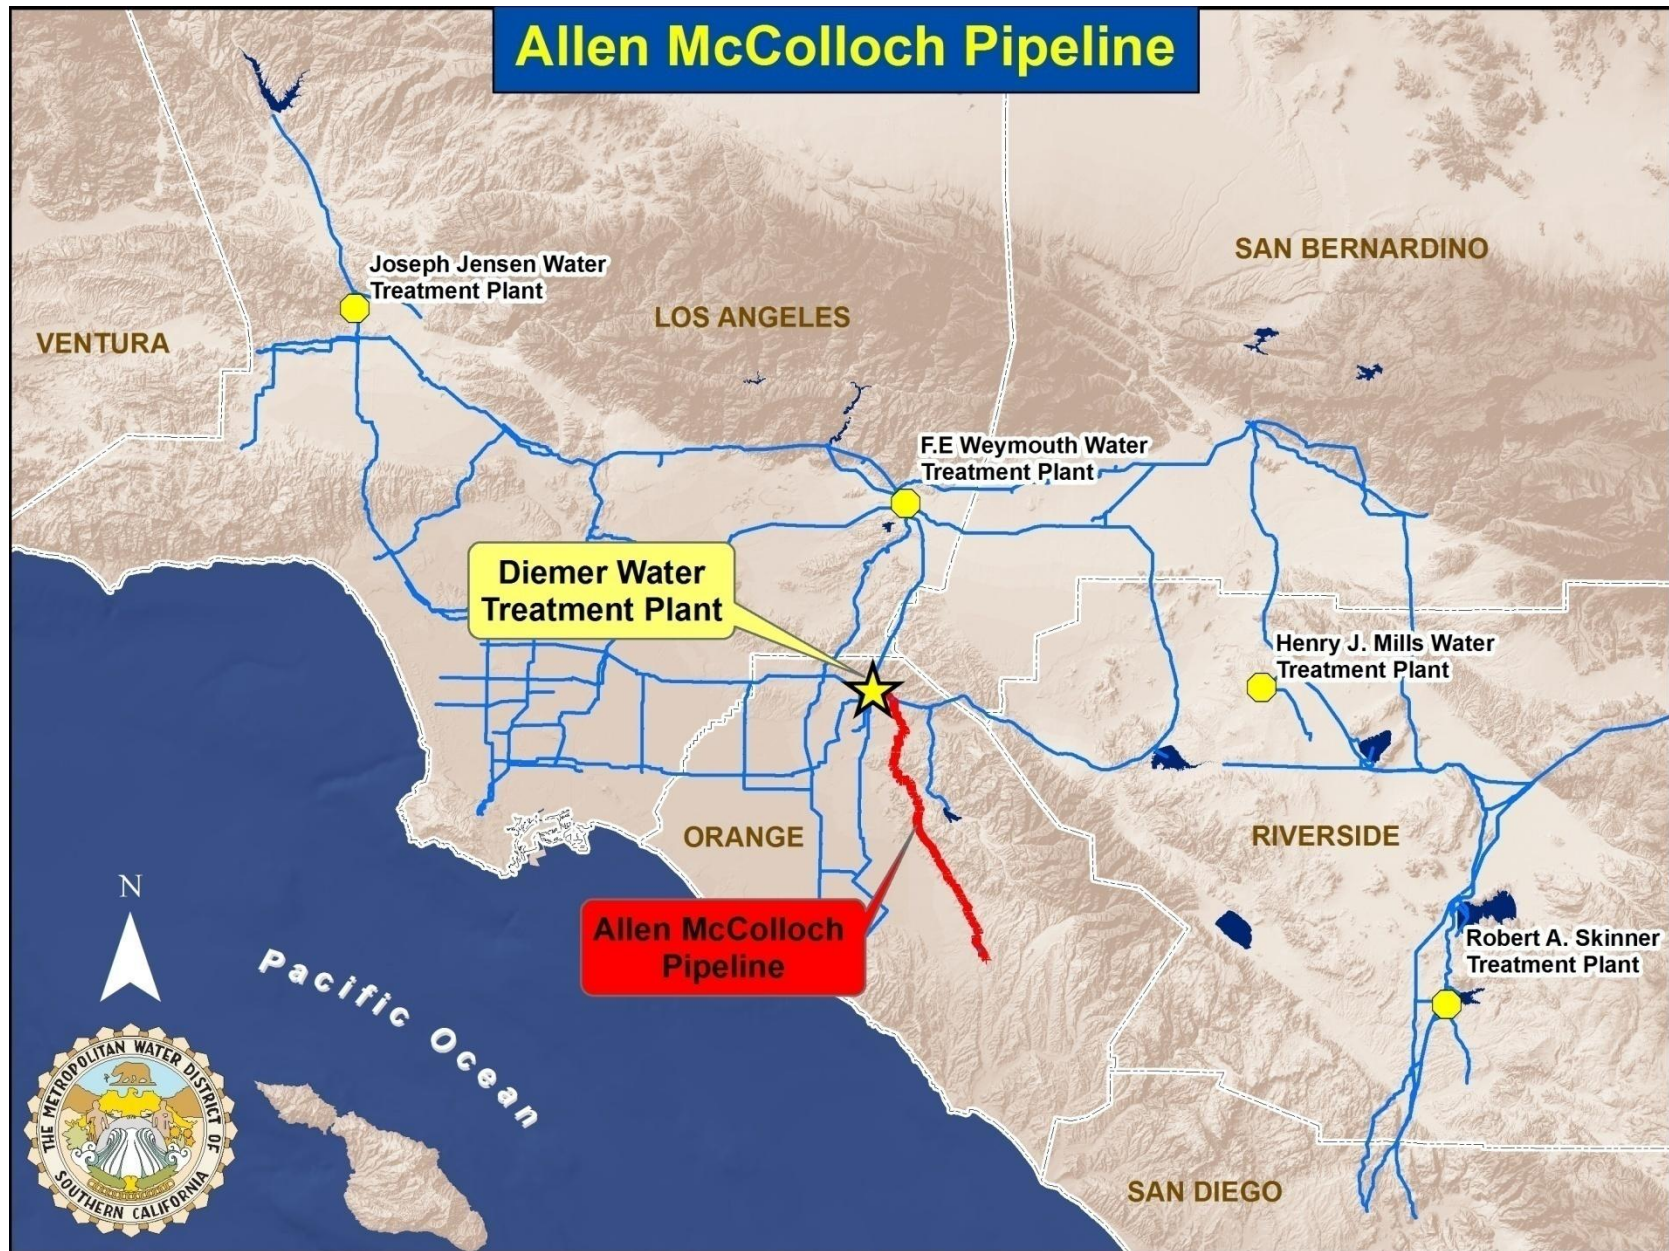 Allen McColloch Pipeline
SAN BERNARDINO
Joseph Jensen Water
Treatment Plant
LOS ANGELES
VENTURA
F.E Weymouth Water
Treatment Plant
Diemer Water
Treatment Plant
Henry J. Mills Water
Treatment Plant
ORANGE
RIVERSIDE
N
Allen McColloch
Pipeline
Robert A. Skinner
Treatment Plant
Pacific Ocean
THE METROPOLITAN WATER DISTRICT OF
SOUTHERN CALIFORNIA
SAN DIEGO